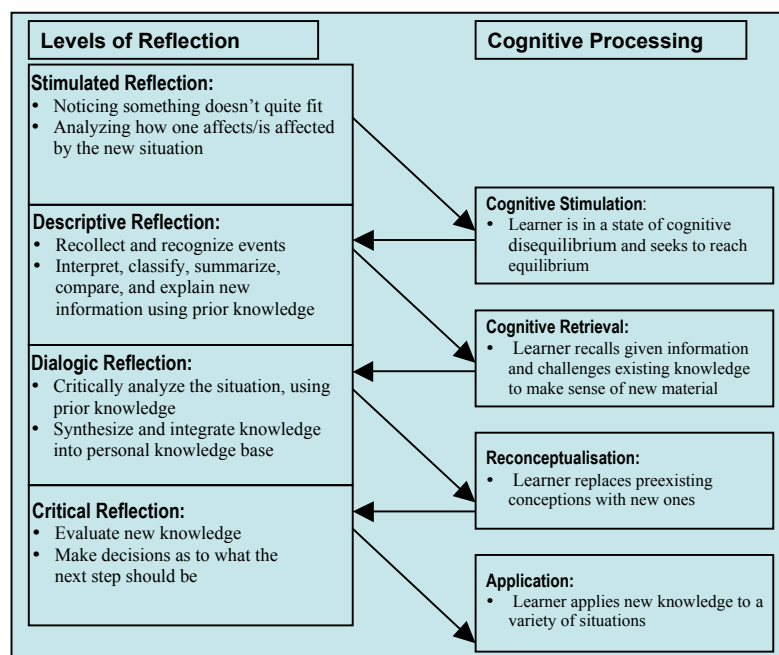 Levels of Reflection
Stimulated Reflection:
• Noticing something doesn't quite fit
• Analyzing how one affects/is affected
by the new situation
Descriptive Reflection:
• Recollect and recognize events
• Interpret, classify, summarize,
compare, and explain new
information using prior knowledge
Dialogic Reflection:
• Critically analyze the situation, using
prior knowledge
• Synthesize and integrate knowledge
into personal knowledge base
Critical Reflection:
• Evaluate new knowledge
• Make decisions as to what the
next step should be
Cognitive Processing
Cognitive Stimulation:
• Learner is in a state of cognitive
disequilibrium and seeks to reach
equilibrium
Cognitive Retrieval:
• Learner recalls given information
and challenges existing knowledge
to make sense of new material
Reconceptualisation:
• Learner replaces preexisting
conceptions with new ones
Application:
• Learner applies new knowledge to a
variety of situations